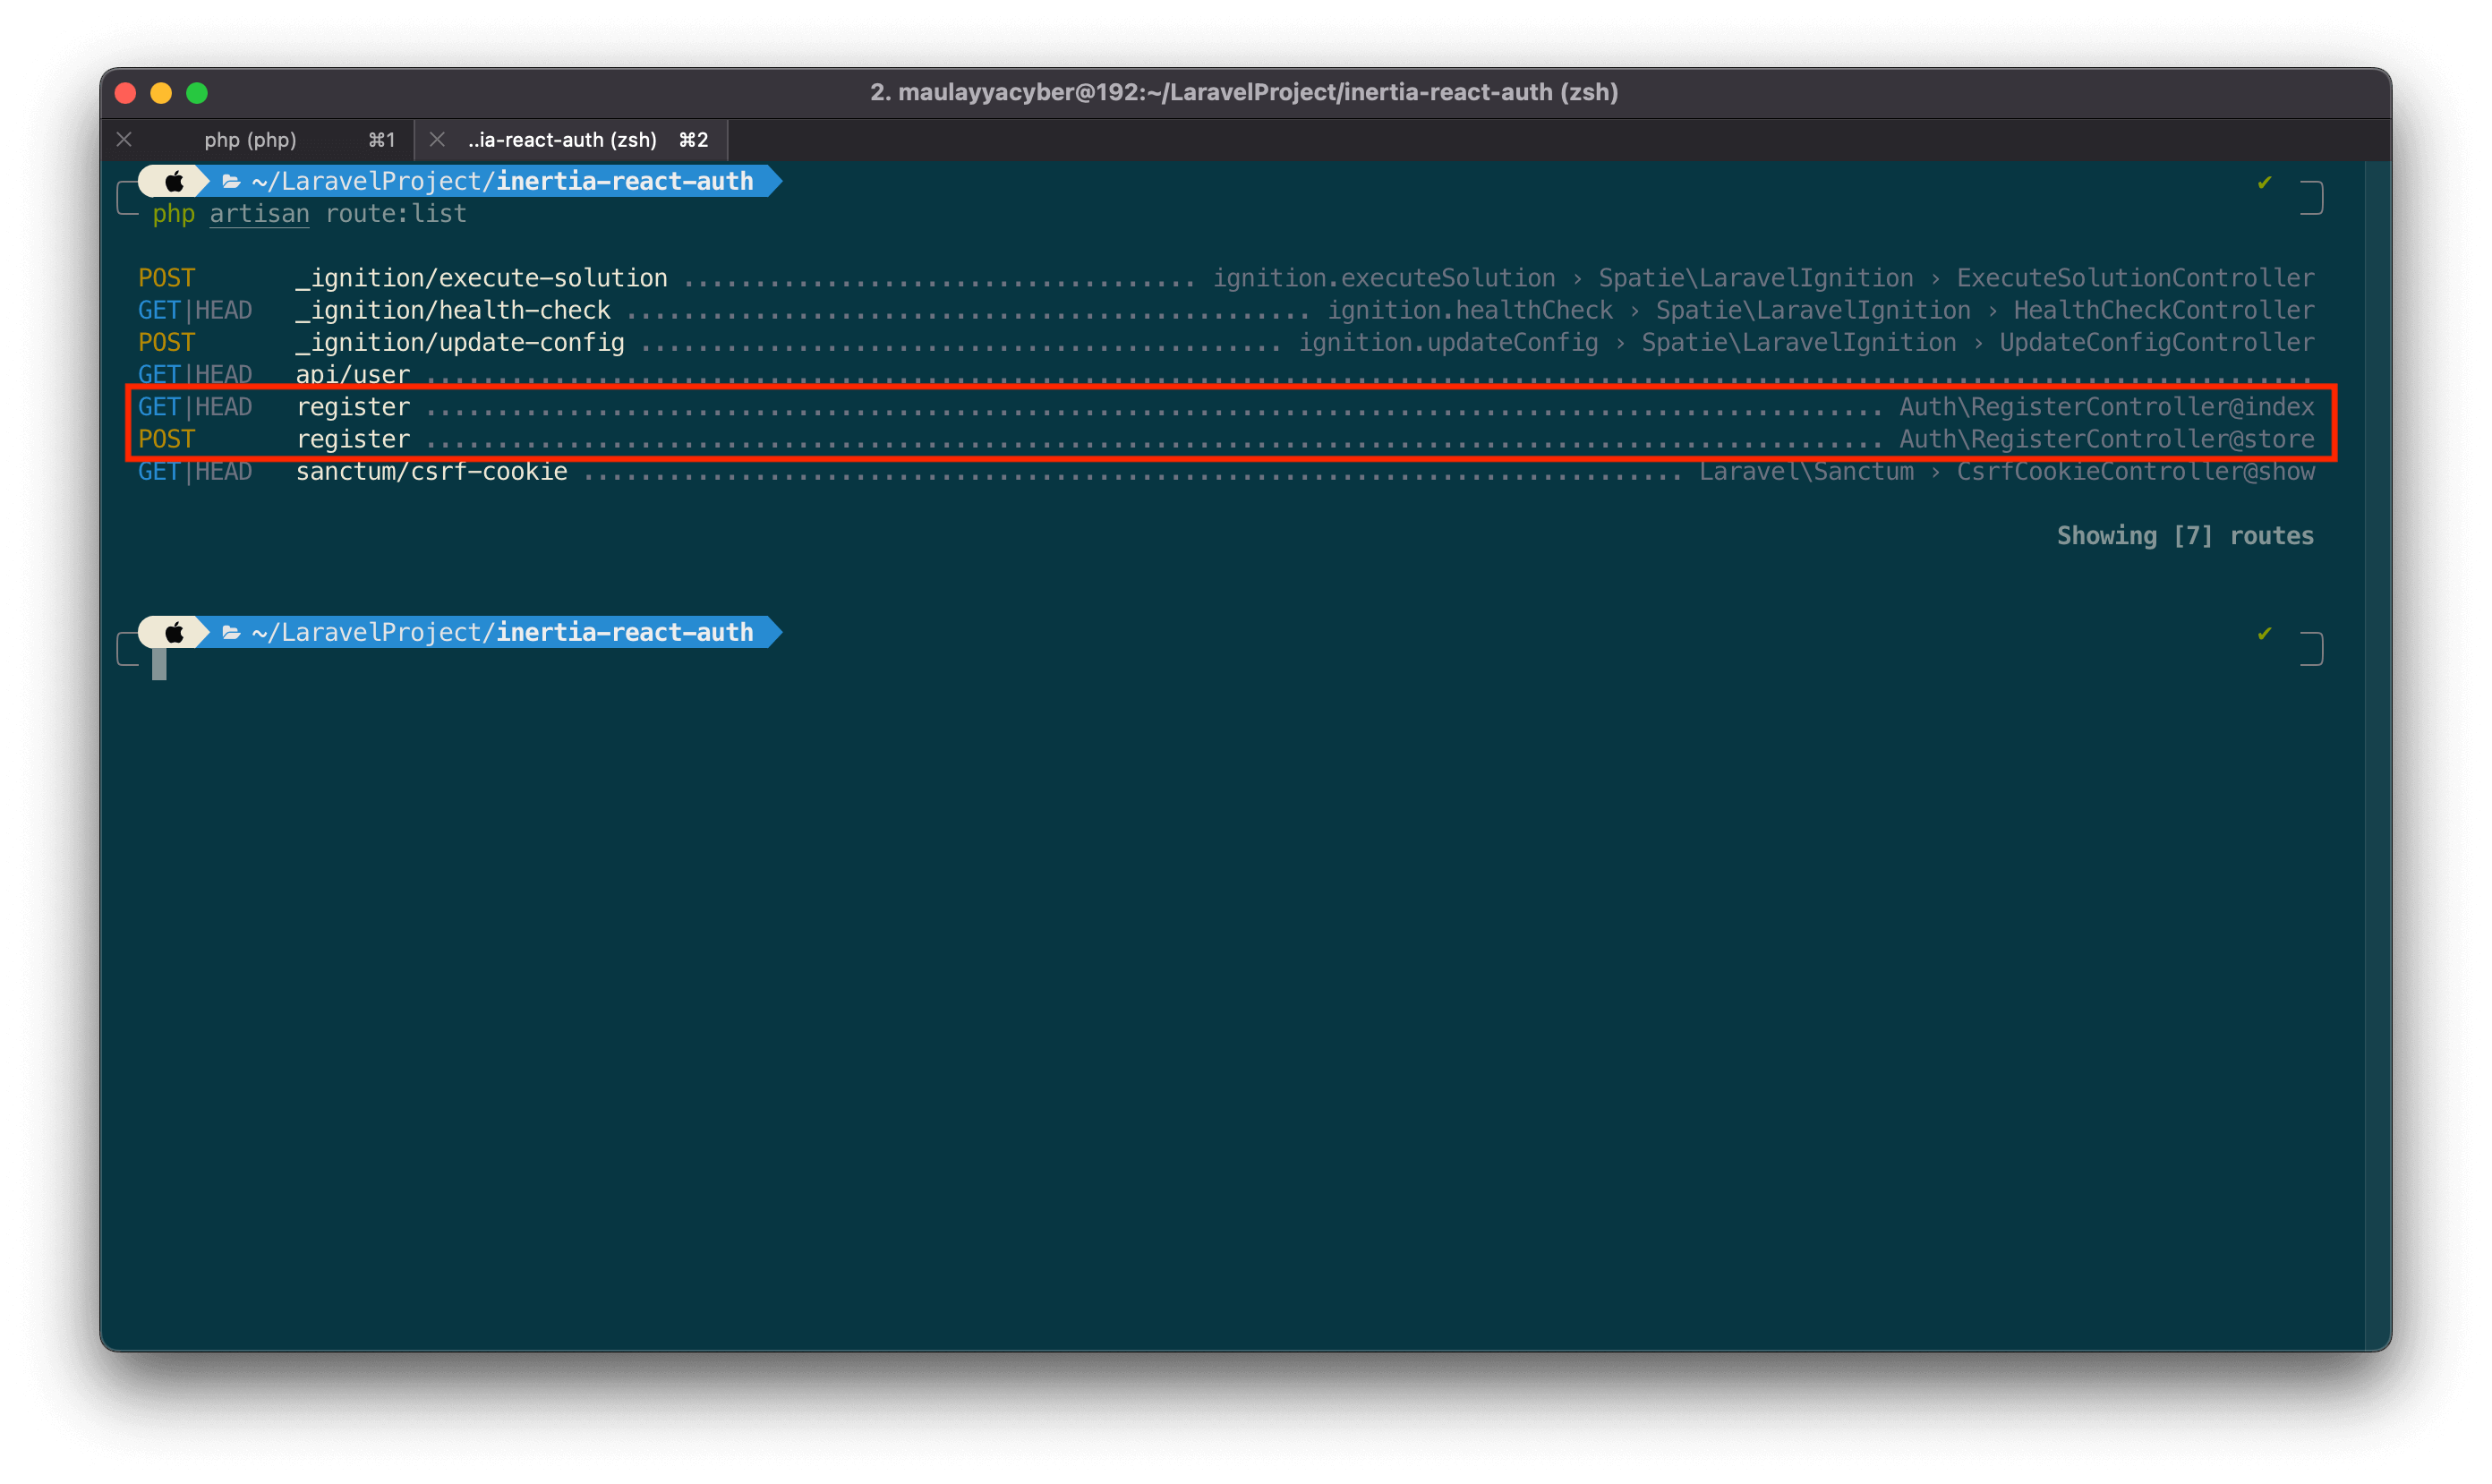 2. maulayyacyber@192:~/LaravelProject/inertia-react-auth (zsh)
php (php) ⌘1 ..ia-react-auth (zsh) ⌘2
~/LaravelProject/inertia-react-auth ✔
php artisan route:list
POST _ignition/execute-solution .................................... ignition.executeSolution › Spatie\LaravelIgnition › ExecuteSolutionController
GET|HEAD _ignition/health-check ................................................ ignition.healthCheck › Spatie\LaravelIgnition › HealthCheckController
POST _ignition/update-config ............................................. ignition.updateConfig › Spatie\LaravelIgnition › UpdateConfigController
GET|HEAD api/user ....................................................................................................................................
GET|HEAD register ...................................................................................................... Auth\RegisterController@index
POST register ...................................................................................................... Auth\RegisterController@store
GET|HEAD sanctum/csrf-cookie ............................................................................. Laravel\Sanctum › CsrfCookieController@show
Showing [7] routes
~/LaravelProject/inertia-react-auth ✔